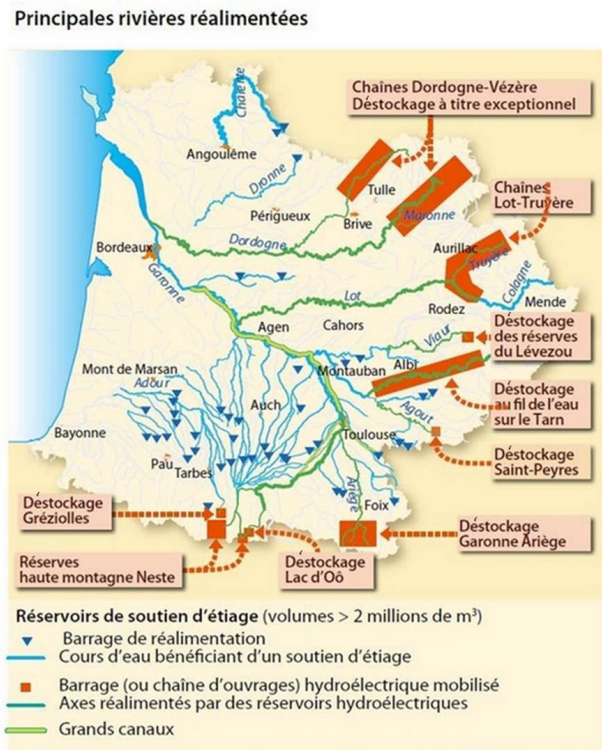 Principales rivières réalimentées
Charente
Chaînes Dordogne-Vézère
Déstockage à titre exceptionnel
Angoulême
Dronne
Tulle
Chaînes
Lot-Truyère
Périgueux
Brive
Maronne
Bordeaux
Dordogne
Aurillac
Truyère
Garonne
Colagne
Lot
Rodez
Mende
Agen
Cahors
Viaur
Déstockage
des réserves
du Lévezou
Mont de Marsan
Montauban
Albi
Adour
Auch
Agout
Déstockage
au fil de l'eau
sur le Tarn
Bayonne
Toulouse
Pau
Tarbes
Déstockage
Saint-Peyres
Ariège
Foix
Déstockage
Gréziolles
Déstockage
Garonne Ariège
Réserves
haute montagne Neste
Déstockage
Lac d'Oô
Réservoirs de soutien d'étiage (volumes > 2 millions de m³)
Barrage de réalimentation
Cours d'eau bénéficiant d'un soutien d'étiage
Barrage (ou chaîne d'ouvrages) hydroélectrique mobilisé
Axes réalimentés par des réservoirs hydroélectriques
Grands canaux